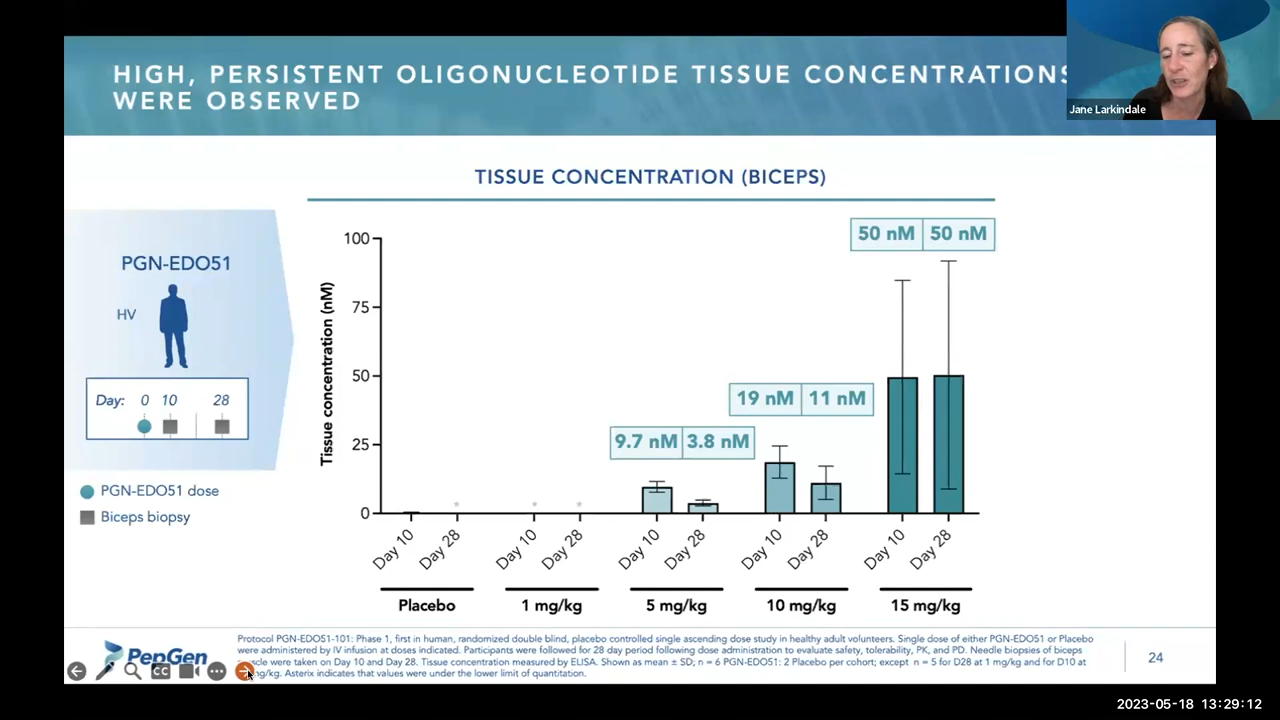 HIGH, PERSISTENT OLIGONUCLEOTIDE TISSUE CONCENTRATIONS
WERE OBSERVED
Jane Larkindale
TISSUE CONCENTRATION (BICEPS)
PGN-EDO51
HV
Day: 0 10 28
PGN-EDO51 dose
Biceps biopsy
Tissue concentration (nM)
100
75
50
25
0
50 nM 50 nM
19 nM 11 nM
9.7 nM 3.8 nM
* * *
Day 10 Day 28 Day 10 Day 28 Day 10 Day 28 Day 10 Day 28 Day 10 Day 28
Placebo 1 mg/kg 5 mg/kg 10 mg/kg 15 mg/kg
PepGen
Protocol PGN-EDO51-101: Phase 1, first in human, randomized double blind, placebo controlled single ascending dose study in healthy adult volunteers. Single dose of either PGN-EDO51 or Placebo
were administered by IV infusion at doses indicated. Participants were followed for 28 day period following dose administration to evaluate safety, tolerability, PK, and PD. Needle biopsies of biceps
were taken on Day 10 and Day 28. Tissue concentration measured by ELISA. Shown as mean ± SD; n = 6 PGN-EDO51: 2 Placebo per cohort; except n = 5 for D28 at 1 mg/kg and for D10 at
mg/kg. Asterix indicates that values were under the lower limit of quantitation.
24
CC
2023-05-18 13:29:12